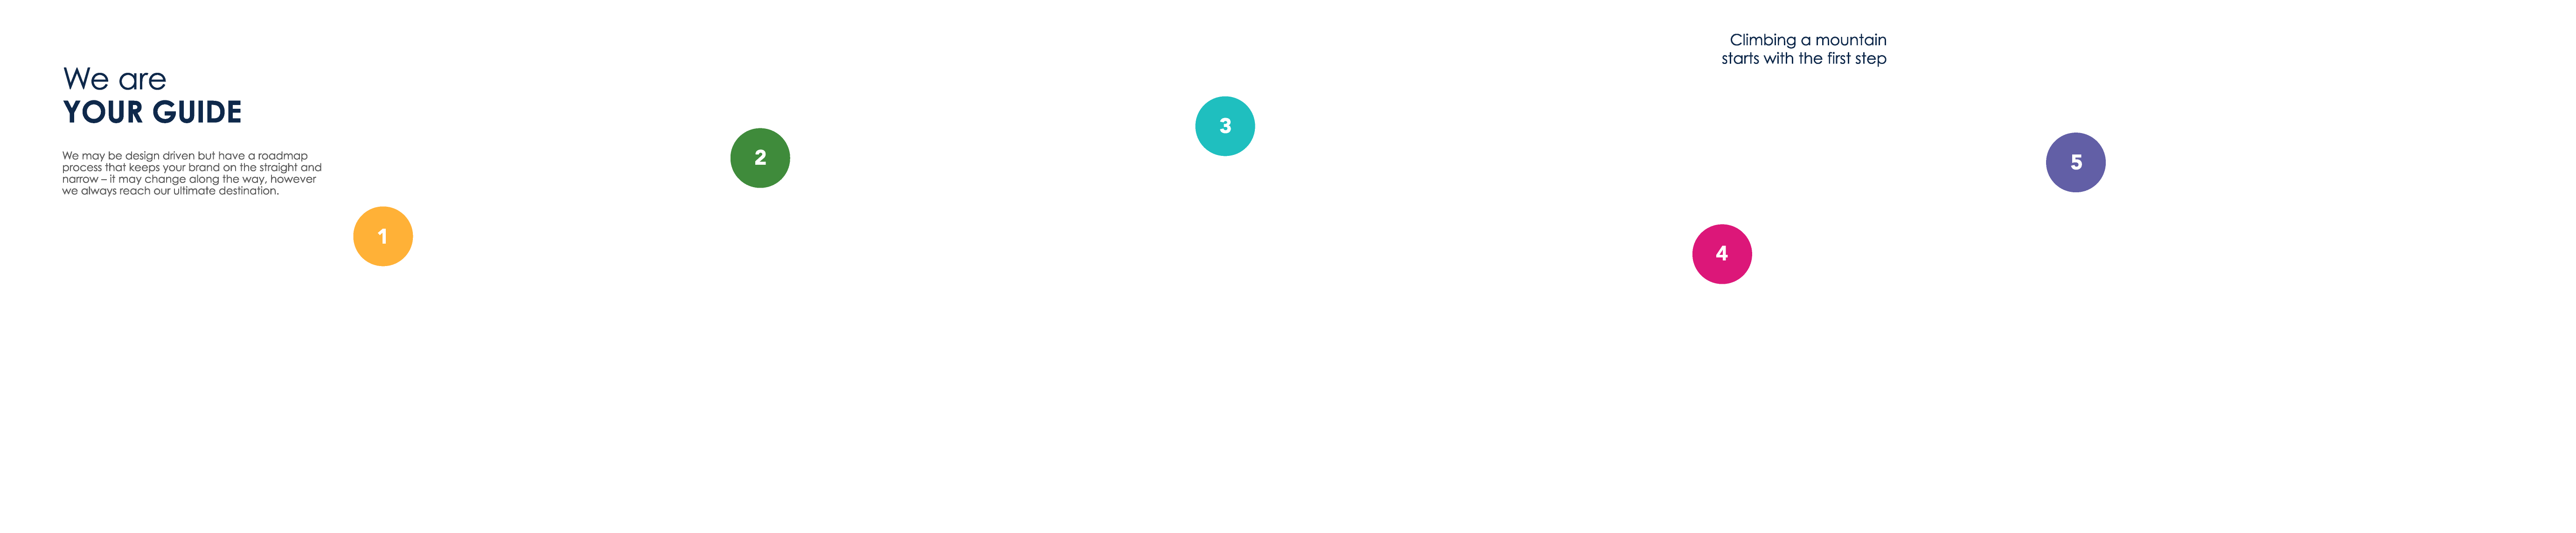 We are
YOUR GUIDE
We may be design driven but have a roadmap
process that keeps your brand on the straight and
narrow – it may change along the way, however
we always reach our ultimate destination.
1
2
3
Climbing a mountain
starts with the first step
4
5